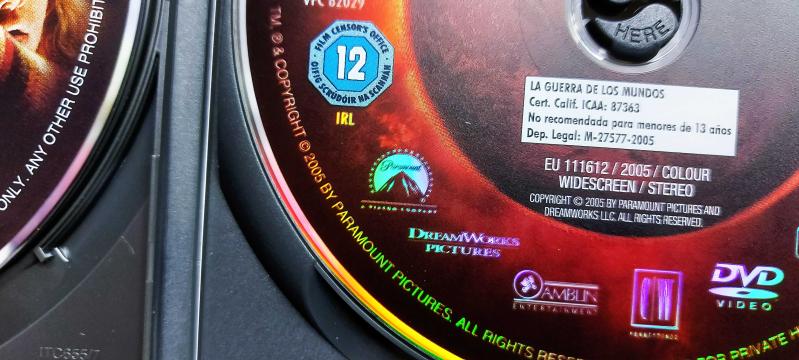 VFC 82029
HERE
· FILM CENSOR'S OFFICE ·
12
OIFIG SCRÚDÓIR NA SCANNÁN
IRL
LA GUERRA DE LOS MUNDOS
Cert. Calif. ICAA: 87363
No recomendada para menores de 13 años
Dep. Legal: M-27577-2005
EU 111612 / 2005 / COLOUR
WIDESCREEN / STEREO
COPYRIGHT © 2005 BY PARAMOUNT PICTURES AND
DREAMWORKS LLC. ALL RIGHTS RESERVED.
Paramount
DREAMWORKS
PICTURES
AMBLIN
ENTERTAINMENT
DVD
VIDEO
TM, ® & COPYRIGHT © 2005 BY PARAMOUNT PICTURES. ALL RIGHTS RESE
FOR PRIVATE H
ONLY. ANY OTHER USE PROHIBIT